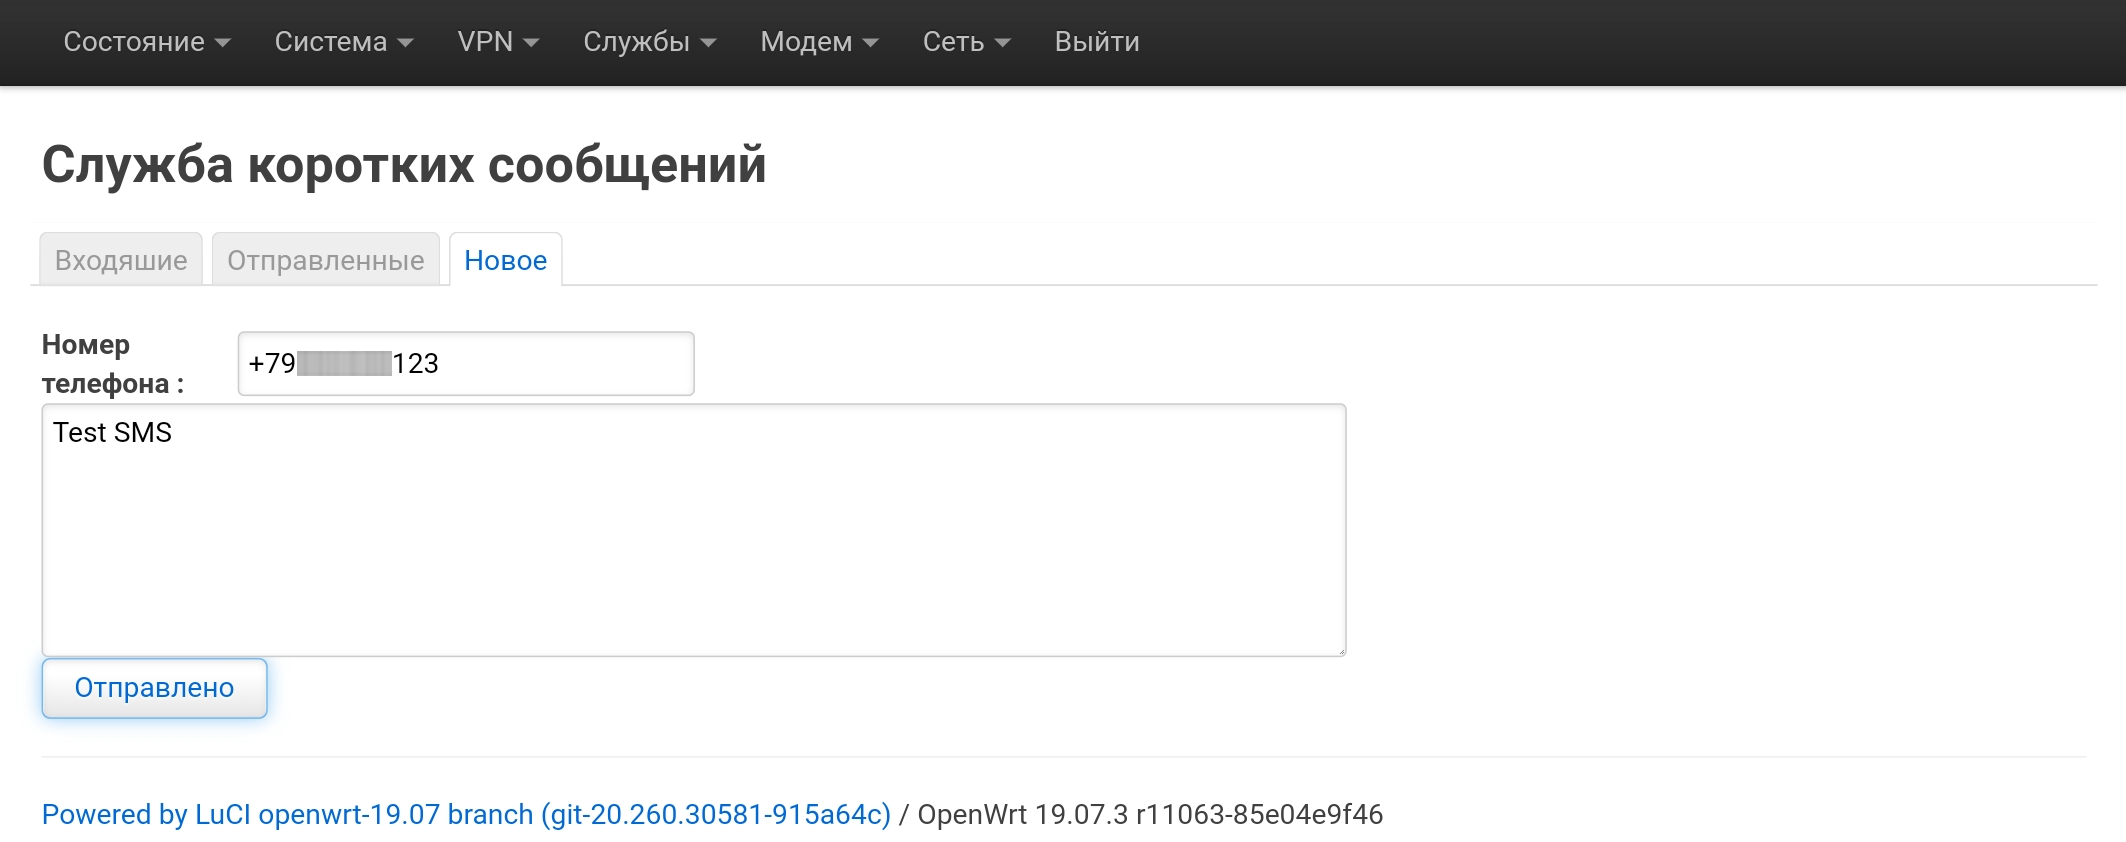 Состояние Система VPN Службы Модем Сеть Выйти
Служба коротких сообщений
Входяшие Отправленные Новое
Номер
телефона :
+79 123
Test SMS
Отправлено
Powered by LuCI openwrt-19.07 branch (git-20.260.30581-915a64c) / OpenWrt 19.07.3 r11063-85e04e9f46